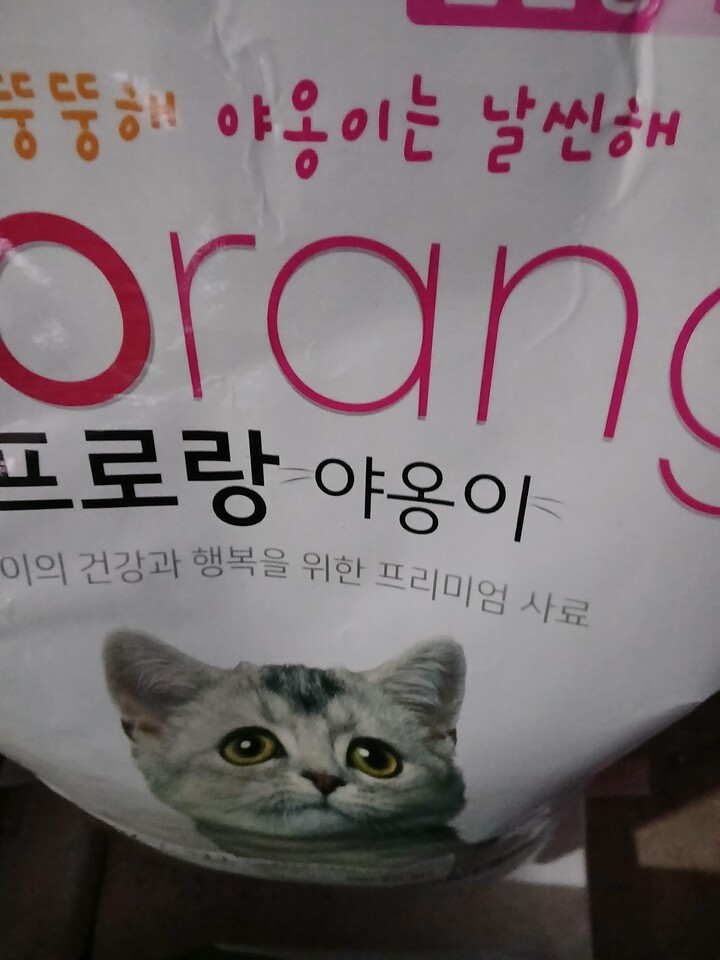 뚱뚱해 야옹이는 날씬해
orang
프로랑 야옹이
이의 건강과 행복을 위한 프리미엄 사료